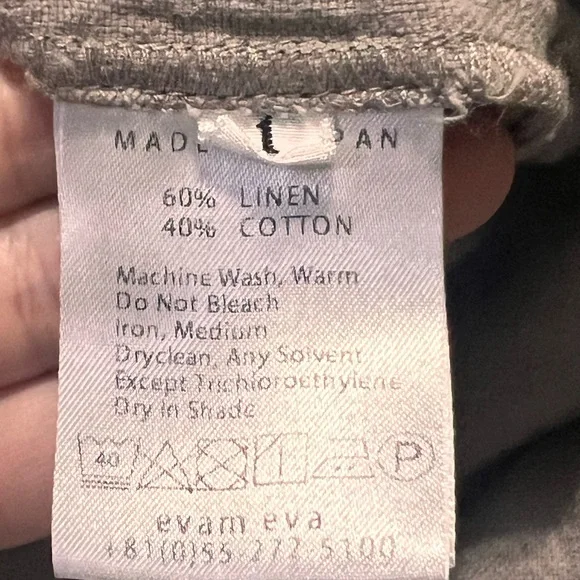 MADE
1
PAN
60% LINEN
40% COTTON
Machine Wash, Warm
Do Not Bleach
Iron, Medium
Dryclean, Any Solvent
Except Trichloroethylene
Dry in Shade
40
P
evam eva
+81(0)55-272-5100